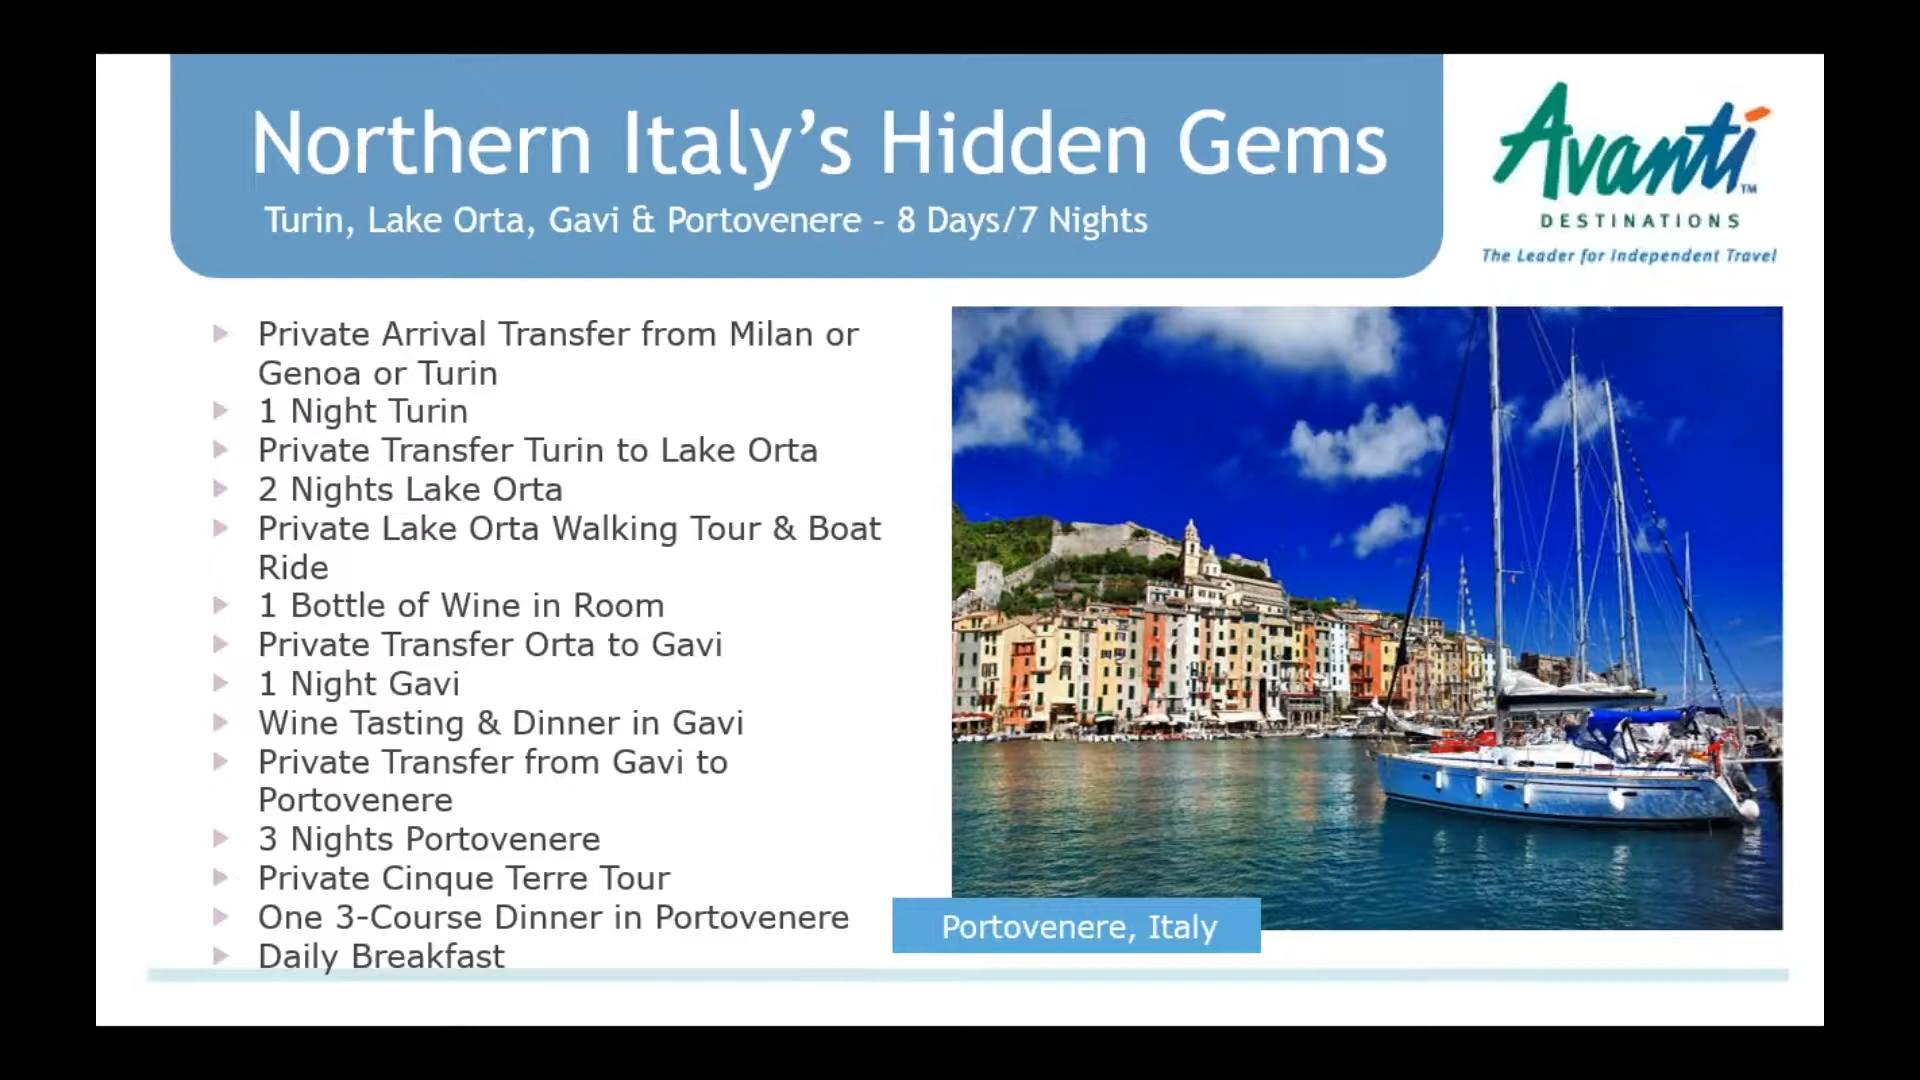 Northern Italy’s Hidden Gems
Turin, Lake Orta, Gavi & Portovenere – 8 Days/7 Nights
Avanti™
DESTINATIONS
The Leader for Independent Travel
Private Arrival Transfer from Milan or
Genoa or Turin
1 Night Turin
Private Transfer Turin to Lake Orta
2 Nights Lake Orta
Private Lake Orta Walking Tour & Boat
Ride
1 Bottle of Wine in Room
Private Transfer Orta to Gavi
1 Night Gavi
Wine Tasting & Dinner in Gavi
Private Transfer from Gavi to
Portovenere
3 Nights Portovenere
Private Cinque Terre Tour
One 3-Course Dinner in Portovenere
Daily Breakfast
Portovenere, Italy